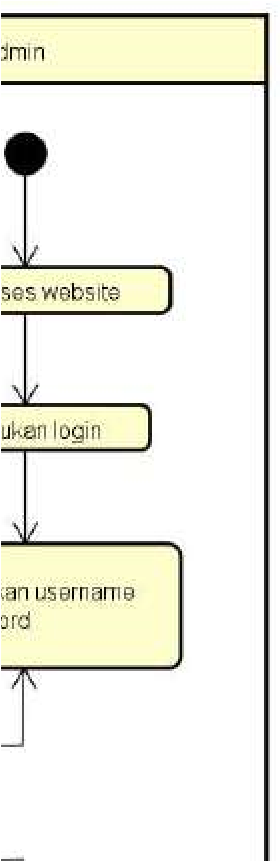 dmin
ses website
ukan login
kan username
ord